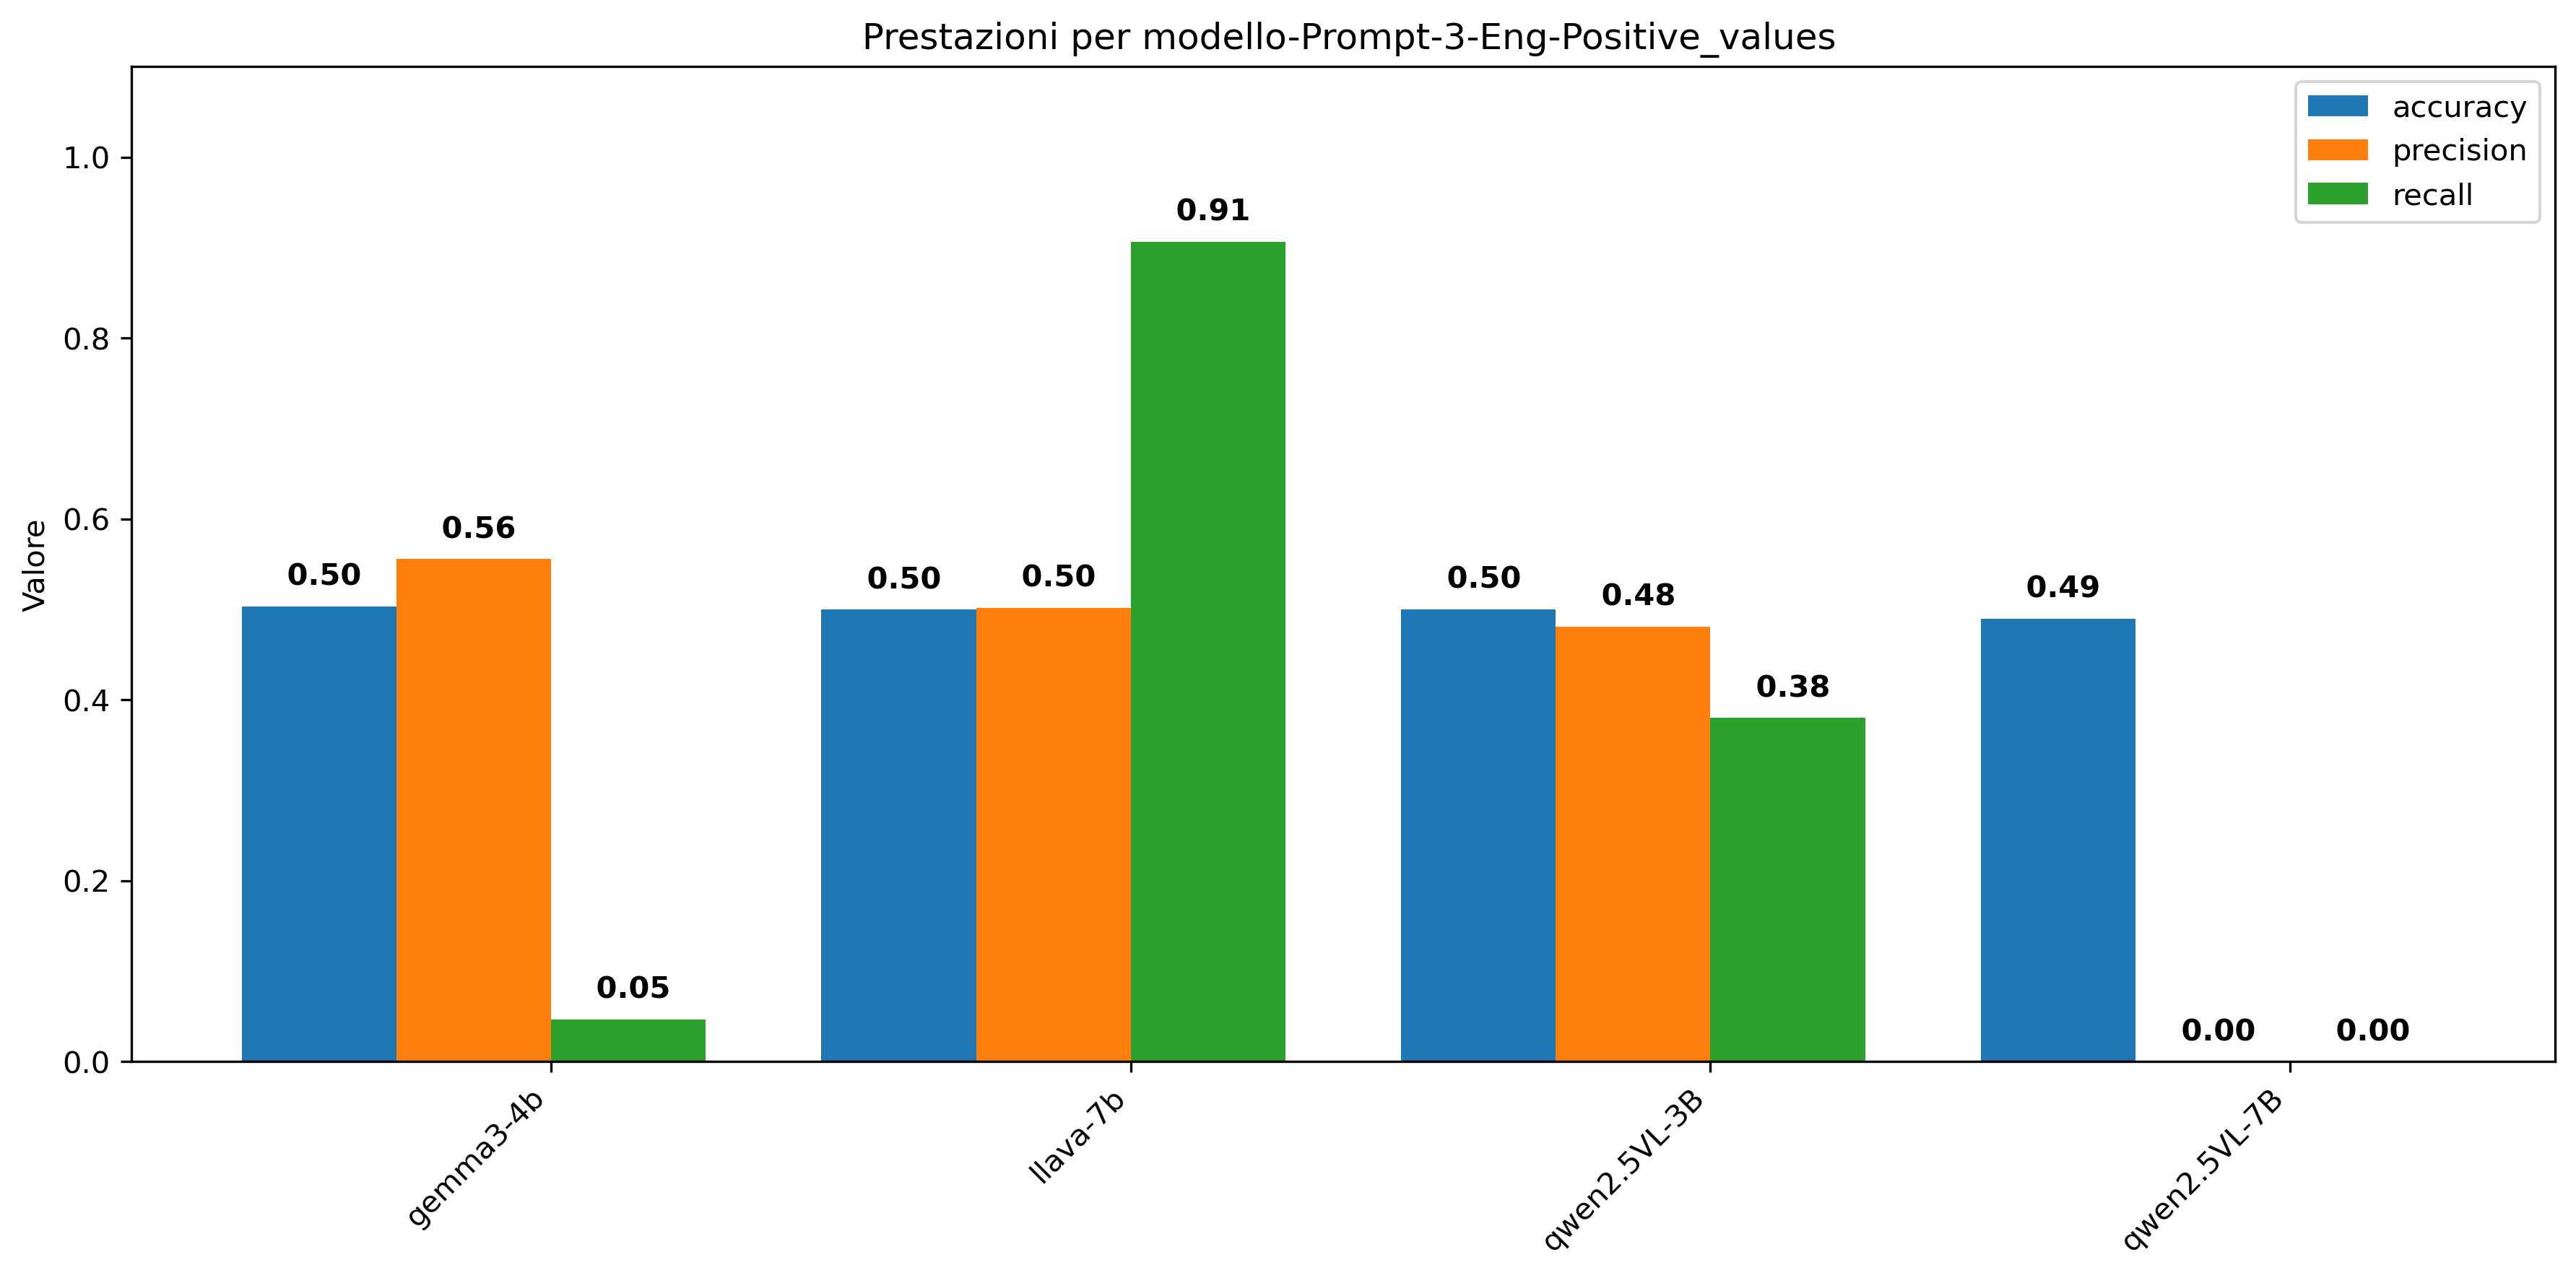 Prestazioni per modello-Prompt-3-Eng-Positive_values
accuracy
precision
recall
Valore
1.0
0.8
0.6
0.4
0.2
0.0
0.50
0.56
0.05
0.50
0.50
0.91
0.50
0.48
0.38
0.49
0.00
0.00
gemma3-4b
llava-7b
qwen2.5VL-3B
qwen2.5VL-7B